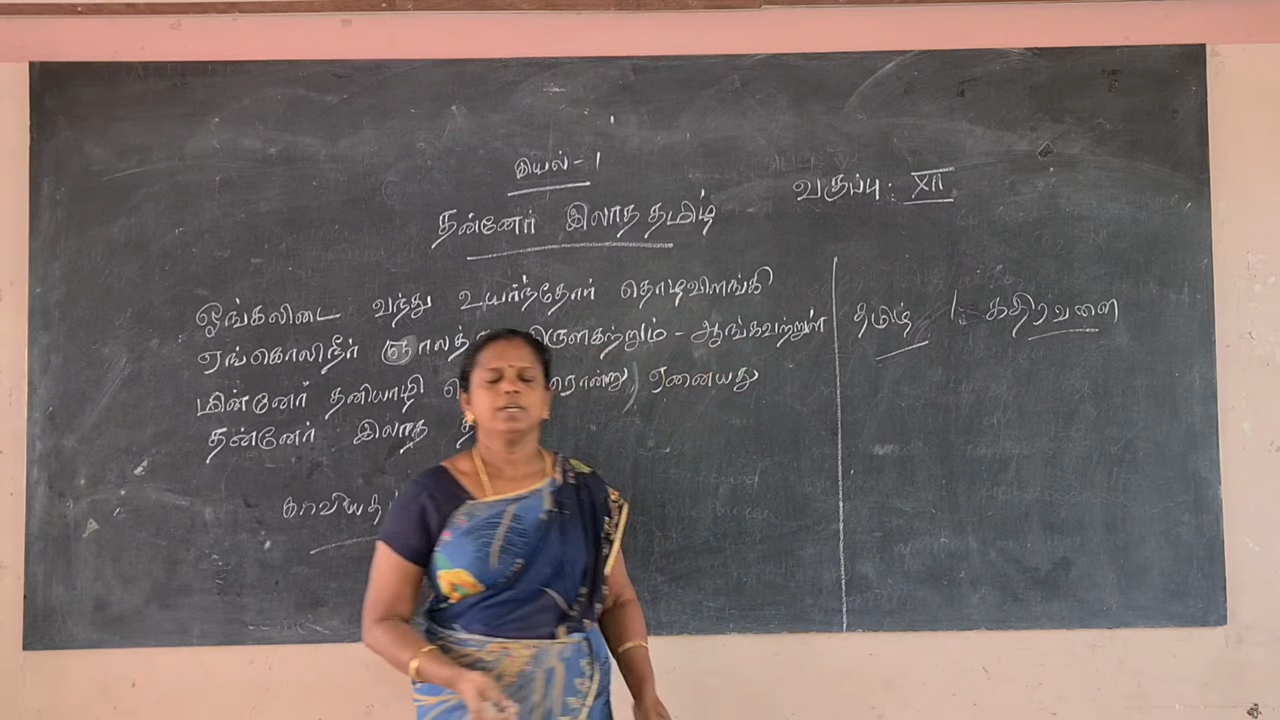 இயல் - 1
வகுப்பு : XII
தன்னேர் இலாத தமிழ்
ஓங்கலிடை வந்து உயர்ந்தோர் தொழவிளங்கி
ஏங்கொலிநீர் ஞாலத் இருளகற்றும் - ஆங்கவற்றுள்
மின்னேர் தனியாழி ரொன்று, ஏனையது
தன்னேர் இலாத
தமிழ் கதிரவனை